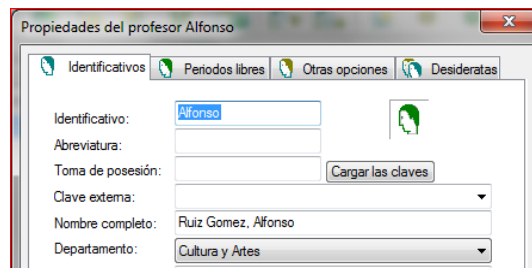 Propiedades del profesor Alfonso
Identificativos Periodos libres Otras opciones Desideratas
Identificativo: Alfonso
Abreviatura:
Toma de posesión: Cargar las claves
Clave externa:
Nombre completo: Ruiz Gomez, Alfonso
Departamento: Cultura y Artes